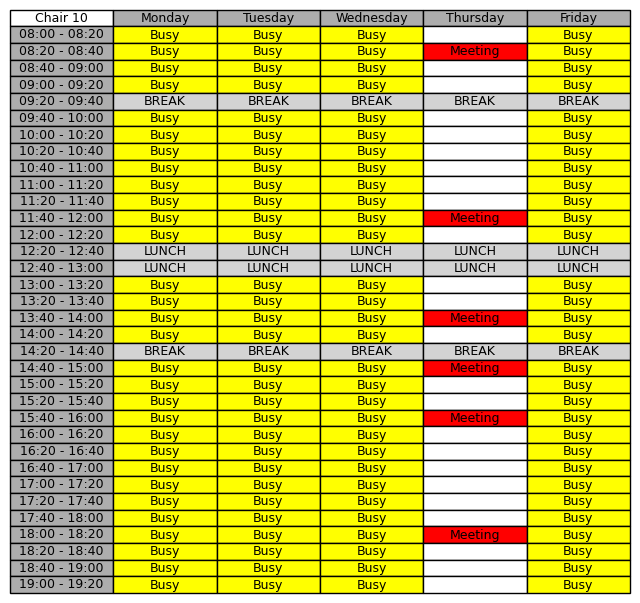 Chair 10 Monday Tuesday Wednesday Thursday Friday
08:00 - 08:20 Busy Busy Busy Busy
08:20 - 08:40 Busy Busy Busy Meeting Busy
08:40 - 09:00 Busy Busy Busy Busy
09:00 - 09:20 Busy Busy Busy Busy
09:20 - 09:40 BREAK BREAK BREAK BREAK BREAK
09:40 - 10:00 Busy Busy Busy Busy
10:00 - 10:20 Busy Busy Busy Busy
10:20 - 10:40 Busy Busy Busy Busy
10:40 - 11:00 Busy Busy Busy Busy
11:00 - 11:20 Busy Busy Busy Busy
11:20 - 11:40 Busy Busy Busy Busy
11:40 - 12:00 Busy Busy Busy Meeting Busy
12:00 - 12:20 Busy Busy Busy Busy
12:20 - 12:40 LUNCH LUNCH LUNCH LUNCH LUNCH
12:40 - 13:00 LUNCH LUNCH LUNCH LUNCH LUNCH
13:00 - 13:20 Busy Busy Busy Busy
13:20 - 13:40 Busy Busy Busy Busy
13:40 - 14:00 Busy Busy Busy Meeting Busy
14:00 - 14:20 Busy Busy Busy Busy
14:20 - 14:40 BREAK BREAK BREAK BREAK BREAK
14:40 - 15:00 Busy Busy Busy Meeting Busy
15:00 - 15:20 Busy Busy Busy Busy
15:20 - 15:40 Busy Busy Busy Busy
15:40 - 16:00 Busy Busy Busy Meeting Busy
16:00 - 16:20 Busy Busy Busy Busy
16:20 - 16:40 Busy Busy Busy Busy
16:40 - 17:00 Busy Busy Busy Busy
17:00 - 17:20 Busy Busy Busy Busy
17:20 - 17:40 Busy Busy Busy Busy
17:40 - 18:00 Busy Busy Busy Busy
18:00 - 18:20 Busy Busy Busy Meeting Busy
18:20 - 18:40 Busy Busy Busy Busy
18:40 - 19:00 Busy Busy Busy Busy
19:00 - 19:20 Busy Busy Busy Busy